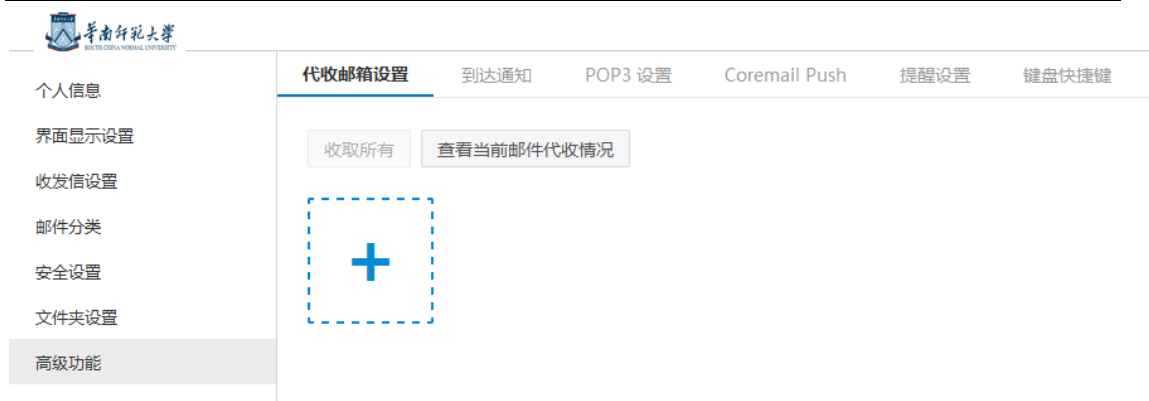 华南师范大学
SOUTH CHINA NORMAL UNIVERSITY
个人信息
界面显示设置
收发信设置
邮件分类
安全设置
文件夹设置
高级功能
代收邮箱设置 到达通知 POP3 设置 Coremail Push 提醒设置 键盘快捷键
收取所有 查看当前邮件代收情况